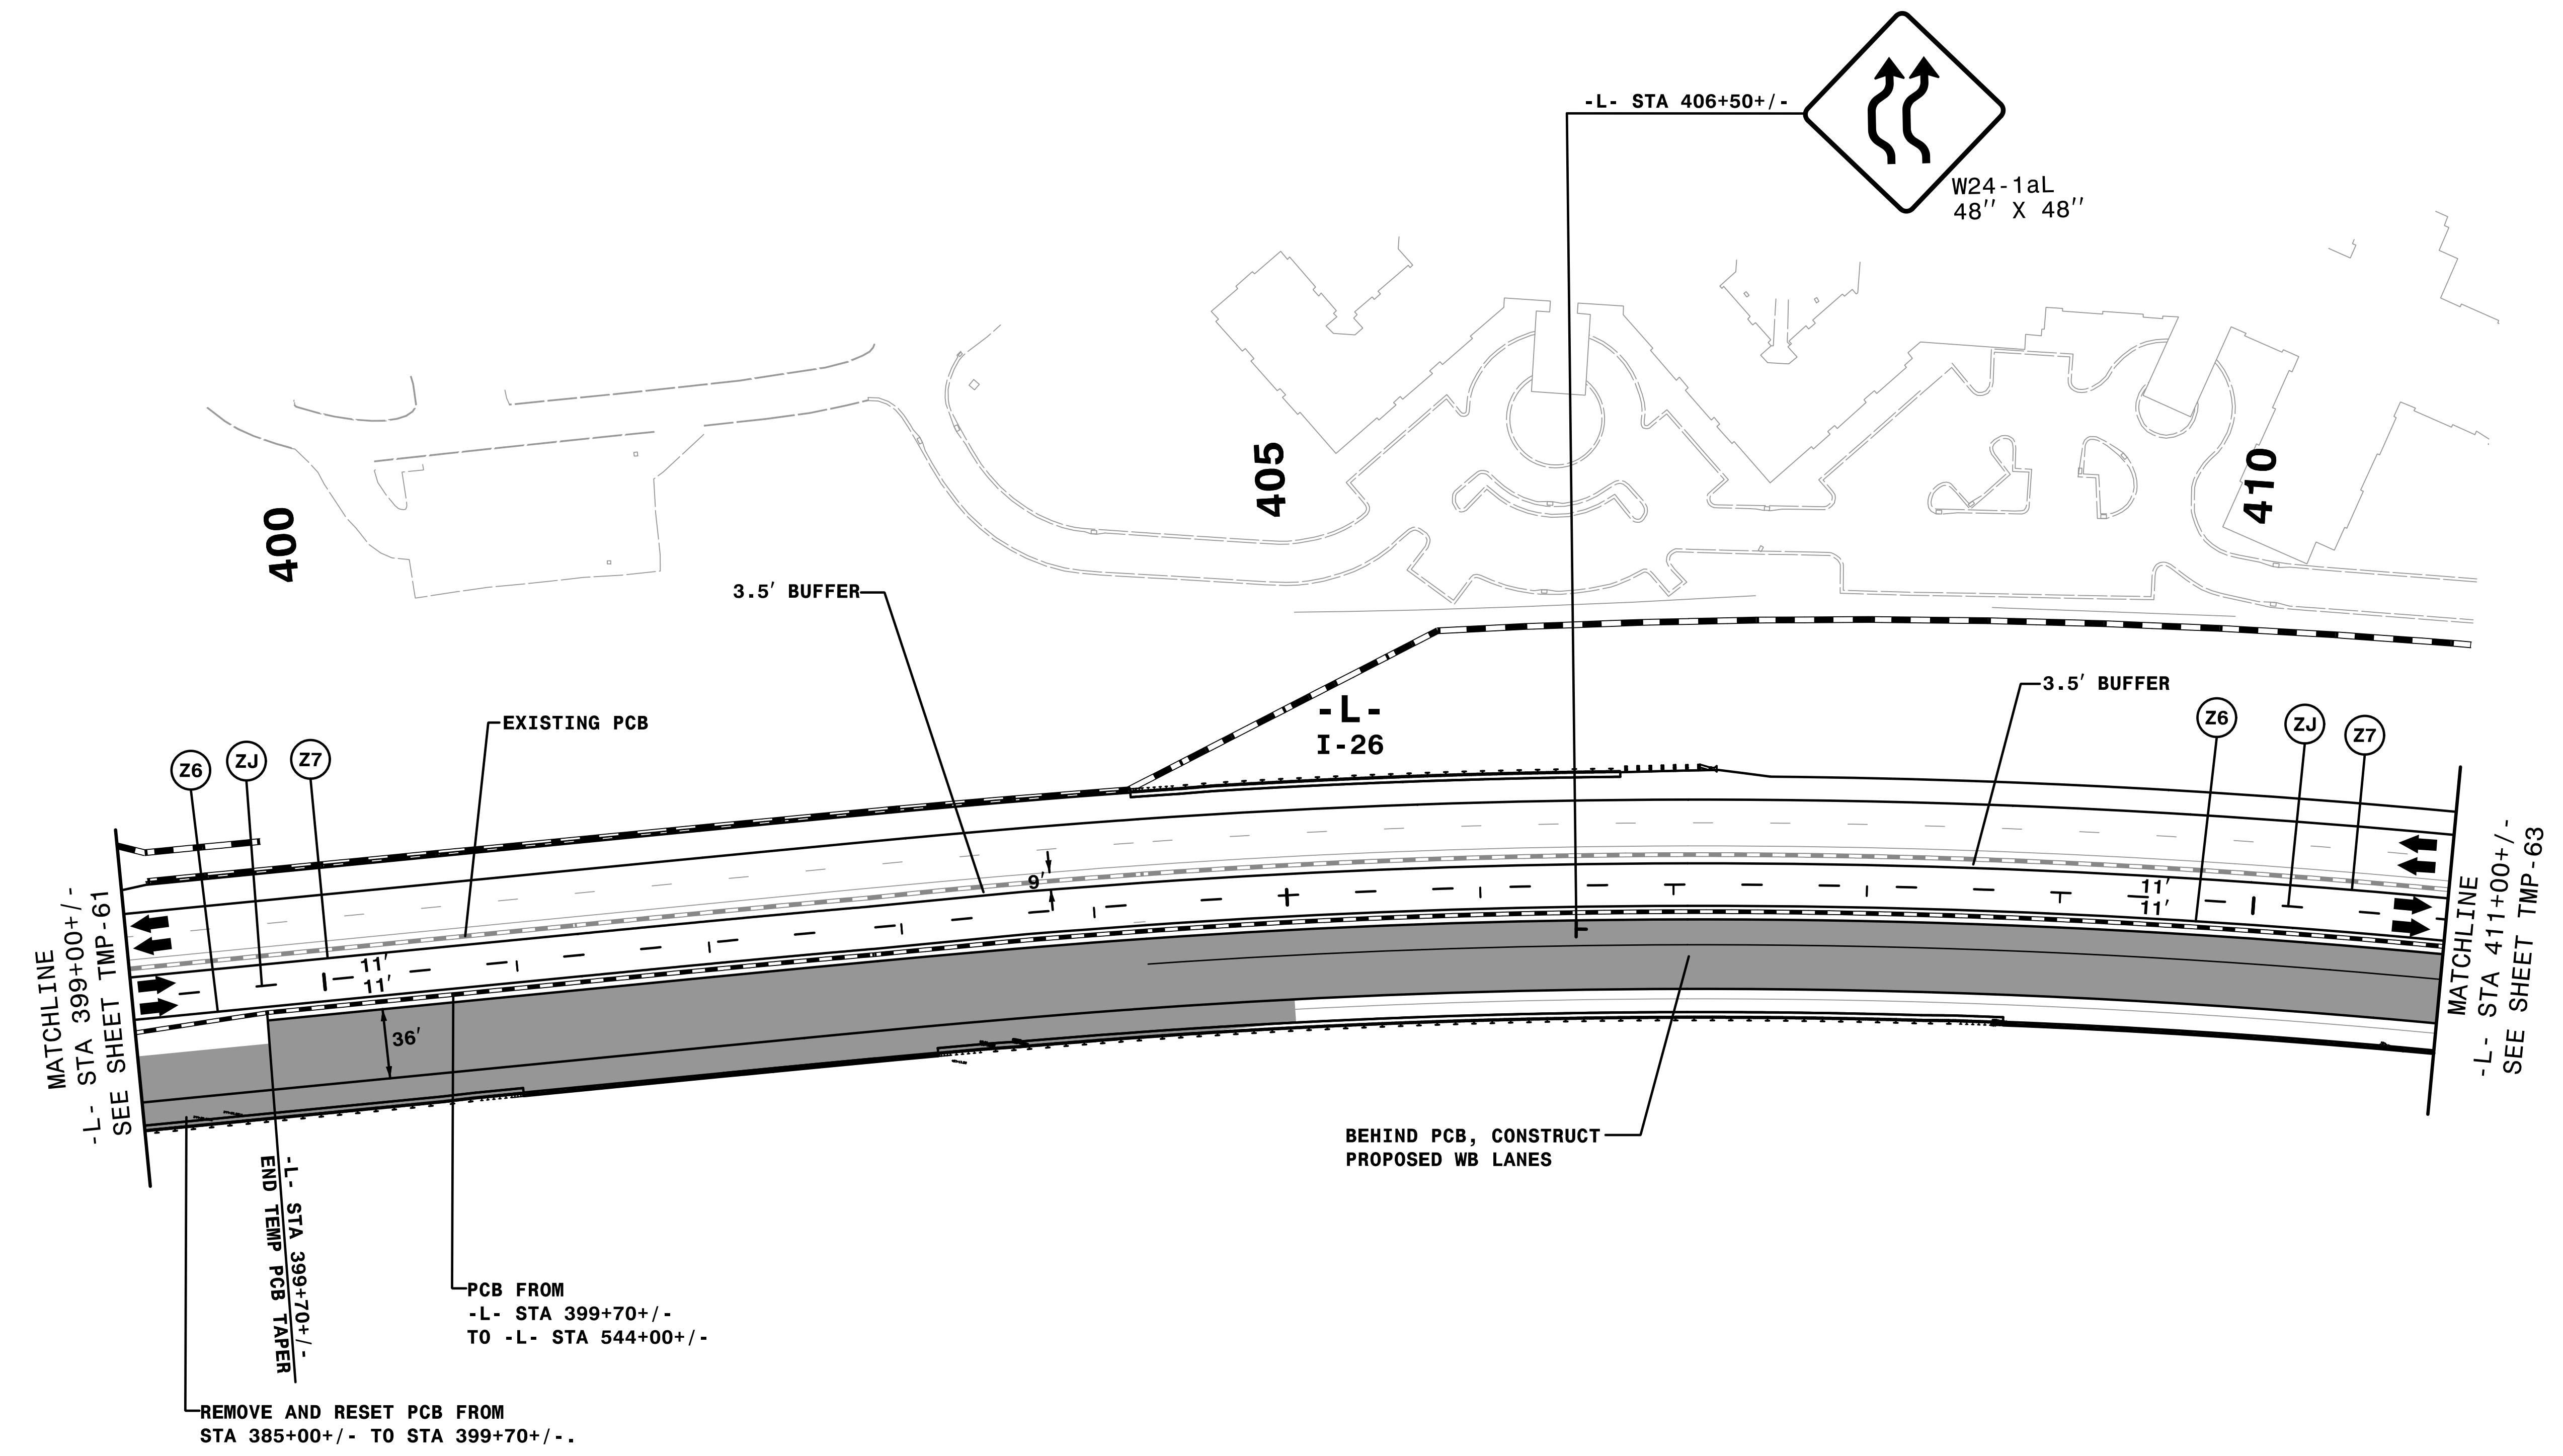 -L- STA 406+50+/-
W24-1aL
48" X 48"
400
405
410
3.5' BUFFER
3.5' BUFFER
EXISTING PCB
-L-
I-26
Z6
ZJ
Z7
Z6
ZJ
Z7
9'
11'
11'
11'
11'
36'
MATCHLINE
-L- STA 399+00+/-
SEE SHEET TMP-61
MATCHLINE
-L- STA 411+00+/-
SEE SHEET TMP-63
BEHIND PCB, CONSTRUCT
PROPOSED WB LANES
-L- STA 399+70+/-
END TEMP PCB TAPER
PCB FROM
-L- STA 399+70+/-
TO -L- STA 544+00+/-
REMOVE AND RESET PCB FROM
STA 385+00+/- TO STA 399+70+/-.